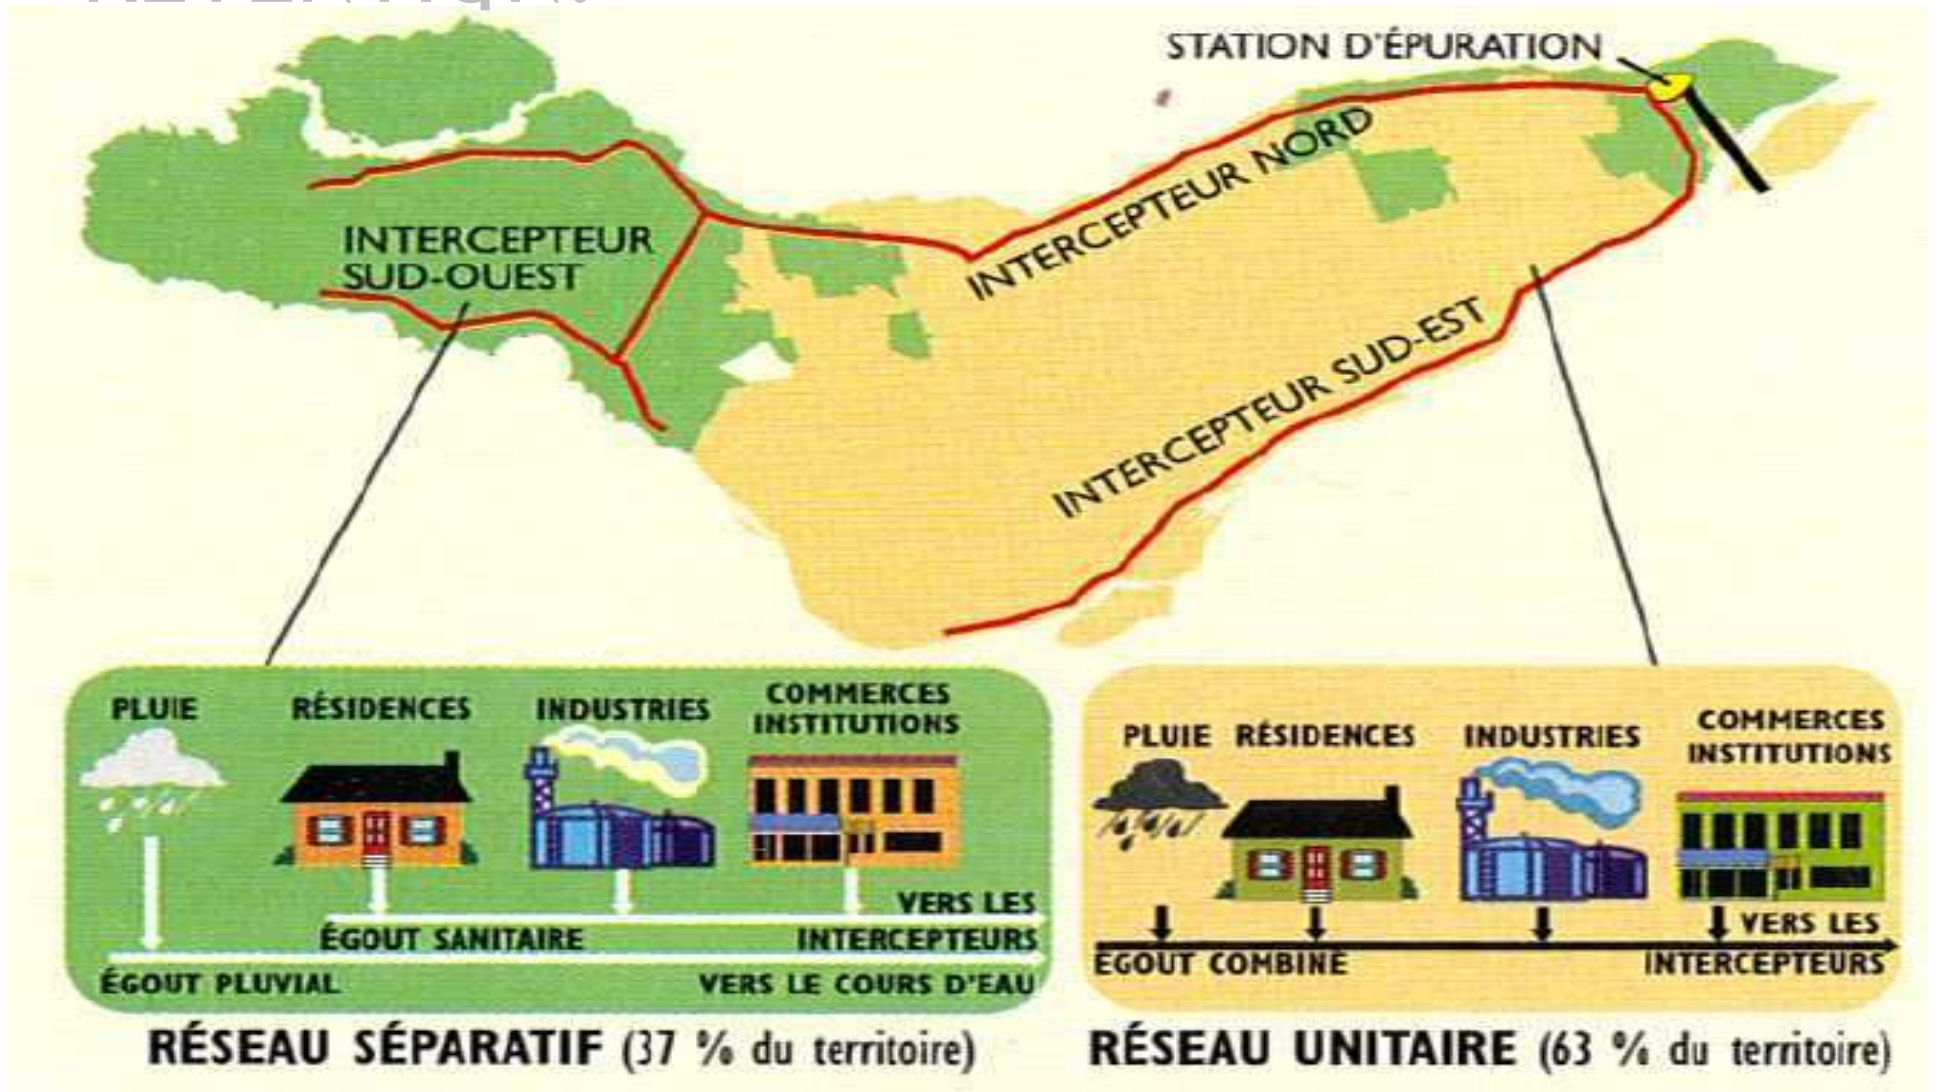 STATION D'ÉPURATION
INTERCEPTEUR NORD
INTERCEPTEUR
SUD-OUEST
INTERCEPTEUR SUD-EST
PLUIE
RÉSIDENCES
INDUSTRIES
COMMERCES
INSTITUTIONS
VERS LES
ÉGOUT SANITAIRE
INTERCEPTEURS
ÉGOUT PLUVIAL
VERS LE COURS D'EAU
RÉSEAU SÉPARATIF (37 % du territoire)
PLUIE
RÉSIDENCES
INDUSTRIES
COMMERCES
INSTITUTIONS
VERS LES
EGOUT COMBINÉ
INTERCEPTEURS
RÉSEAU UNITAIRE (63 % du territoire)